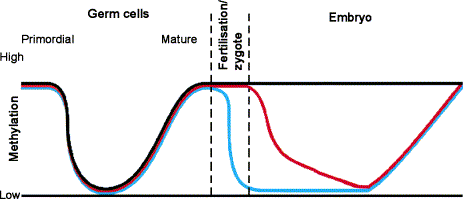 Germ cells
Fertilisation/
zygote
Embryo
Primordial
Mature
High
Methylation
Low